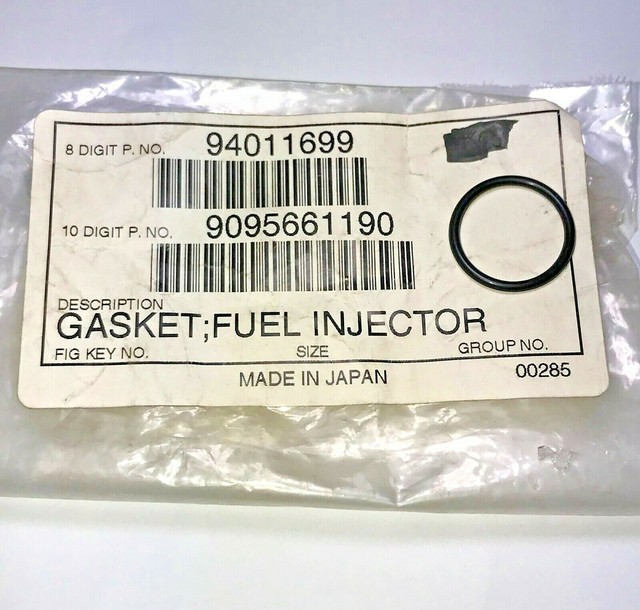 8 DIGIT P. NO. 94011699
10 DIGIT P. NO. 9095661190
DESCRIPTION
GASKET;FUEL INJECTOR
FIG KEY NO. SIZE GROUP NO.
MADE IN JAPAN 00285